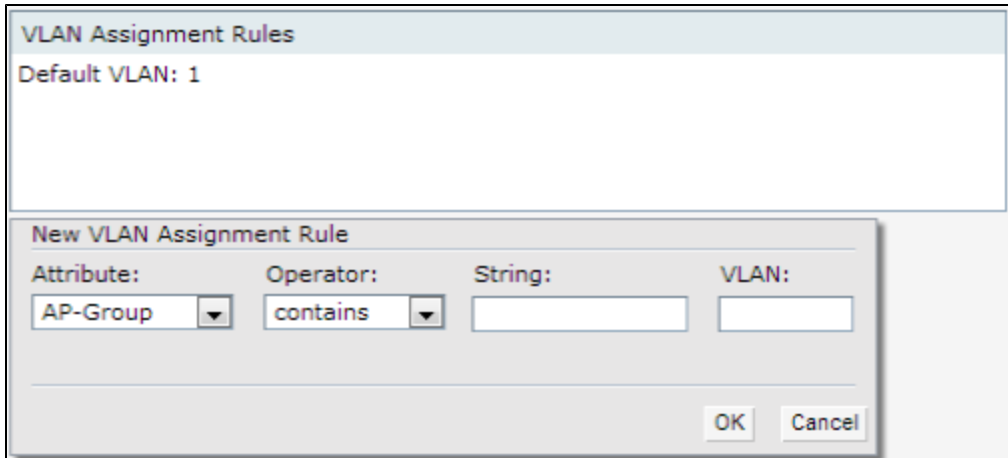 VLAN Assignment Rules
Default VLAN: 1
New VLAN Assignment Rule
Attribute: Operator: String: VLAN:
AP-Group contains
OK Cancel